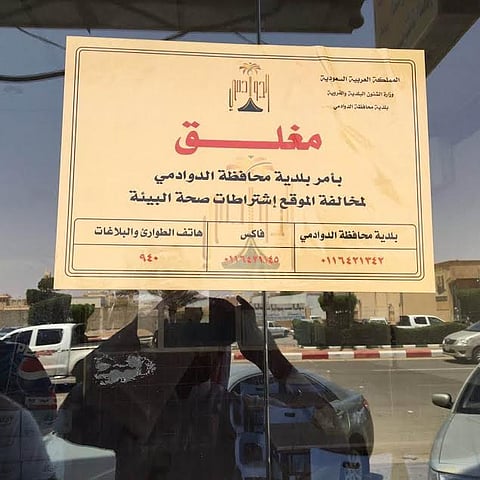 المملكة العربية السعودية
وزارة الشئون البلدية والقروية
بلدية محافظة الدوادمي
الدوادمي
مغلق
بأمر بلدية محافظة الدوادمي
لمخالفة الموقع إشتراطات صحة البيئة
بلدية محافظة الدوادمي فاكس هاتف الطوارئ والبلاغات
٠١١٦٤٢١٣٤٢ ٠١١٦٤٢٦١٤٥ ٩٤٠